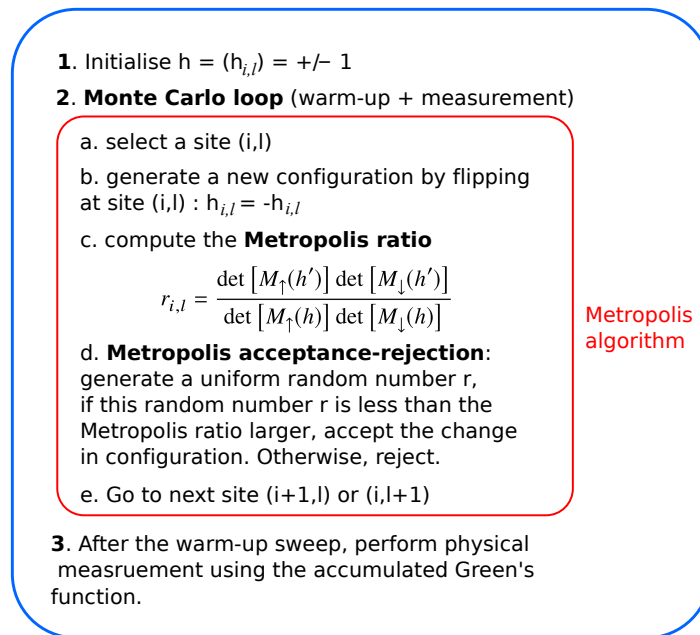 1. Initialise h = (h_{i,l}) = +/− 1
2. Monte Carlo loop (warm-up + measurement)
a. select a site (i,l)
b. generate a new configuration by flipping
at site (i,l) : h_{i,l} = -h_{i,l}
c. compute the Metropolis ratio
r_{i,l} = \frac{det [M_↑(h′)] det [M_↓(h′)]}{det [M_↑(h)] det [M_↓(h)]}
d. Metropolis acceptance-rejection:
generate a uniform random number r,
if this random number r is less than the
Metropolis ratio larger, accept the change
in configuration. Otherwise, reject.
e. Go to next site (i+1,l) or (i,l+1)
Metropolis
algorithm
3. After the warm-up sweep, perform physical
measruement using the accumulated Green's
function.